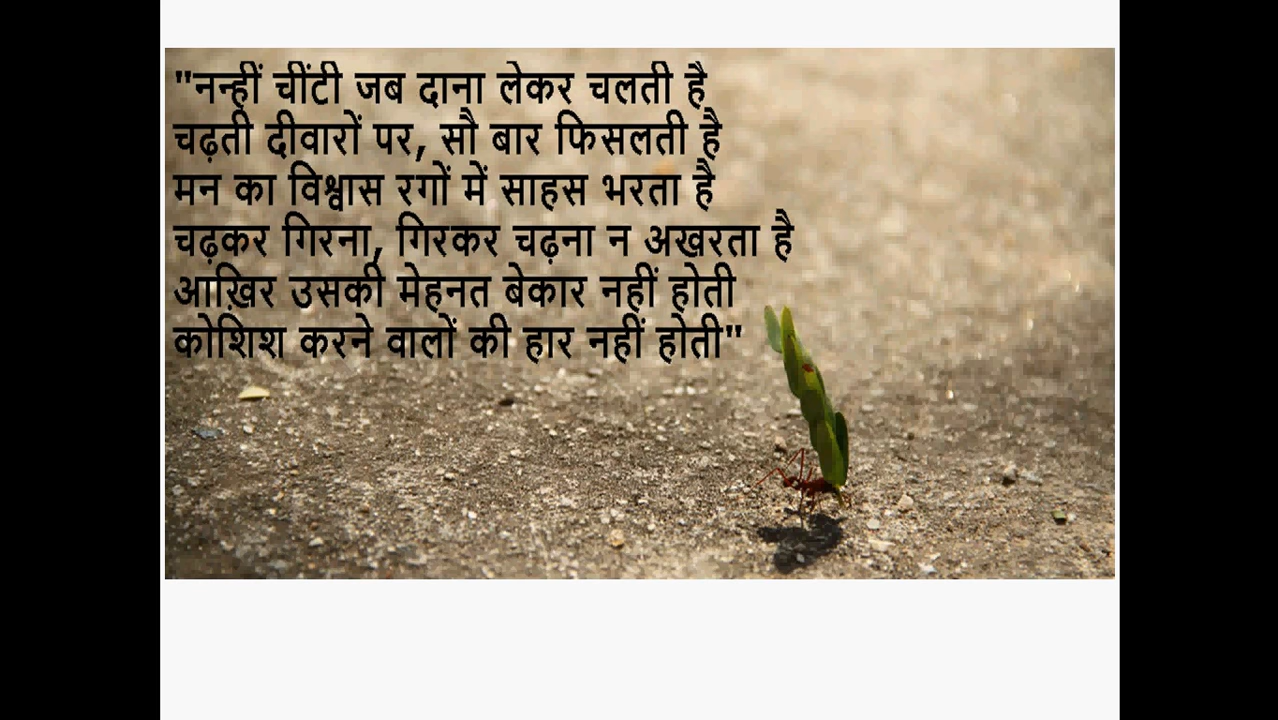 "नन्हीं चींटी जब दाना लेकर चलती है
चढ़ती दीवारों पर, सौ बार फिसलती है
मन का विश्वास रगों में साहस भरता है
चढ़कर गिरना, गिरकर चढ़ना न अखरता है
आख़िर उसकी मेहनत बेकार नहीं होती
कोशिश करने वालों की हार नहीं होती"